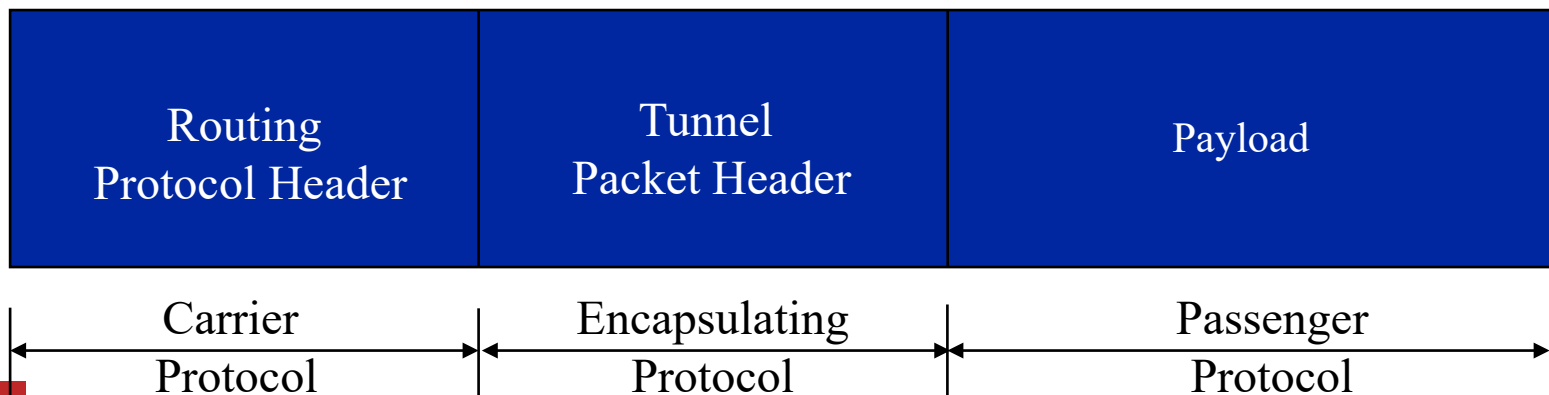 Routing
Protocol Header
Tunnel
Packet Header
Payload
Carrier
Protocol
Encapsulating
Protocol
Passenger
Protocol